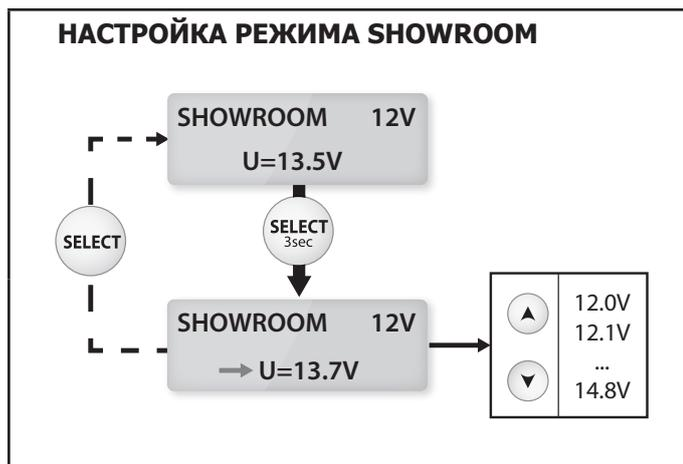 НАСТРОЙКА РЕЖИМА SHOWROOM
SHOWROOM 12V
U=13.5V
SELECT
SELECT
3sec
SHOWROOM 12V
U=13.7V
12.0V
12.1V
...
14.8V